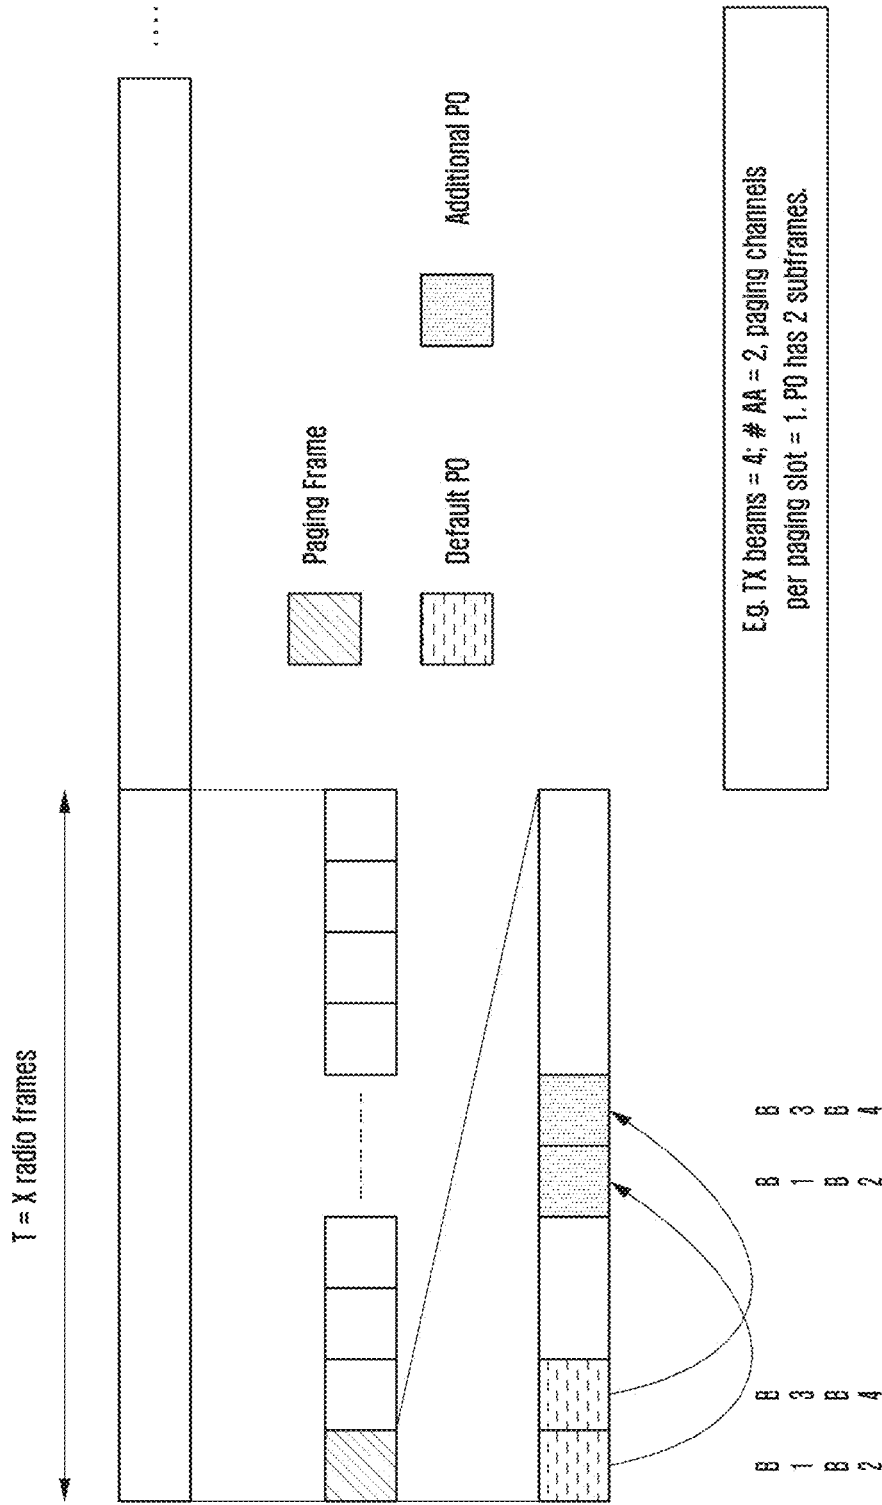 T = X radio frames
....
Paging Frame
Default PO
Additional PO
B 1 B 2
B 3 B 4
B 1 B 2
B 3 B 4
E.g. TX beams = 4; # AA = 2, paging channels
per paging slot = 1. PO has 2 subframes.